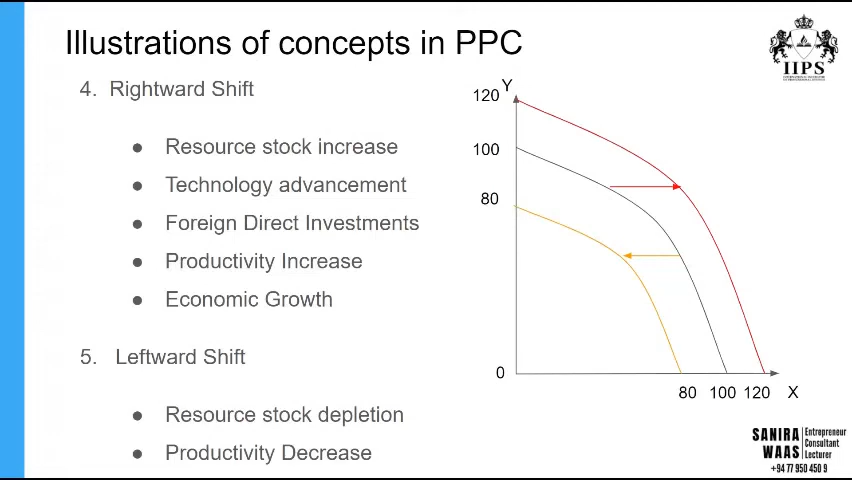 Illustrations of concepts in PPC
4. Rightward Shift
● Resource stock increase
● Technology advancement
● Foreign Direct Investments
● Productivity Increase
● Economic Growth
5. Leftward Shift
● Resource stock depletion
● Productivity Decrease
Y
120
100
80
0
80 100 120 X
IIPS
SANIRA WAAS
Entrepreneur
Consultant
Lecturer
+94 77 950 450 9